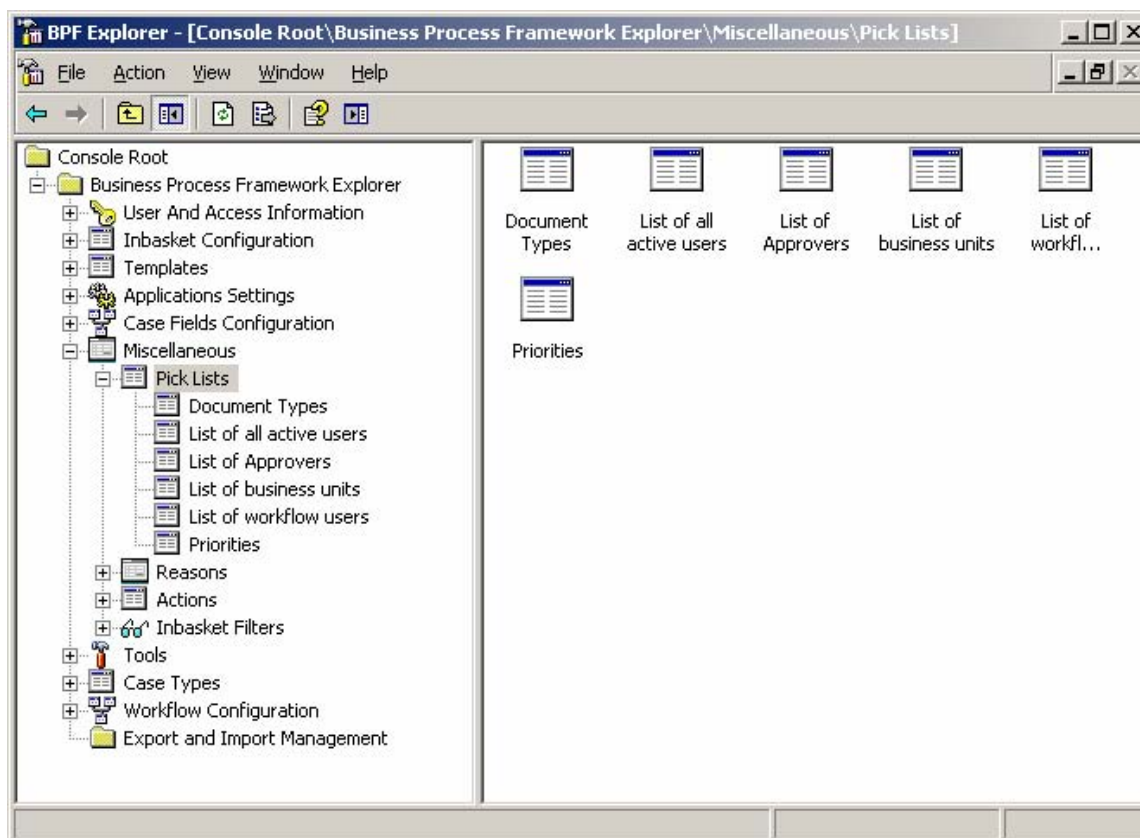 BPF Explorer - [Console Root\Business Process Framework Explorer\Miscellaneous\Pick Lists]
File Action View Window Help
Console Root
Business Process Framework Explorer
User And Access Information
Inbasket Configuration
Templates
Applications Settings
Case Fields Configuration
Miscellaneous
Pick Lists
Document Types
List of all active users
List of Approvers
List of business units
List of workflow users
Priorities
Reasons
Actions
Inbasket Filters
Tools
Case Types
Workflow Configuration
Export and Import Management
Document
Types
List of all
active users
List of
Approvers
List of
business units
List of
workfl...
Priorities